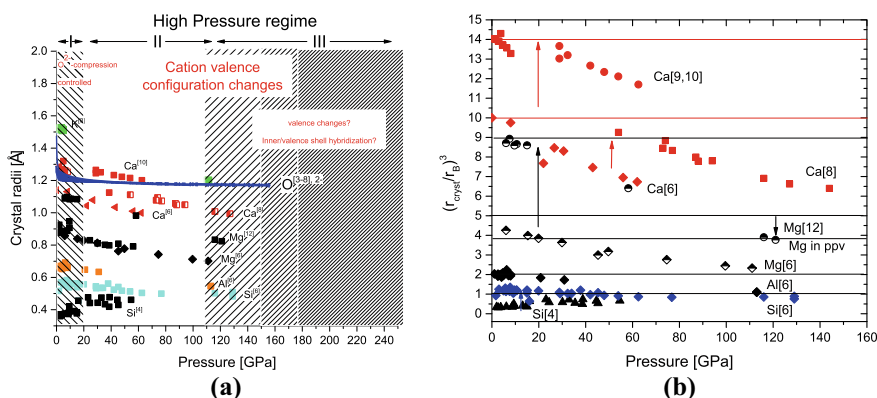 High Pressure regime
I II III
2.0
1.8
1.6
1.4
1.2
1.0
0.8
0.6
0.4
Crystal radii [Å]
O2-compression
controlled
Cation valence
configuration changes
valence changes?
Inner/valence shell hybridization?
K[9]
Ca[10]
O[3-8], 2-
Ca[6]
Ca[8]
Mg[12]
Mg[6]
Al[6]
Si[6]
Si[4]
0 20 40 60 80 100 120 140 160 180 200 220 240
Pressure [GPa]
(a)
15
14
13
12
11
10
9
8
7
6
5
4
3
2
1
0
(rcryst/rB)3
Ca[9,10]
Ca[8]
Ca[6]
Mg[12]
Mg in ppv
Mg[6]
Al[6]
Si[6]
Si[4]
0 20 40 60 80 100 120 140 160
Pressure [GPa]
(b)